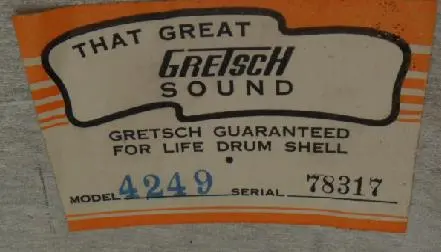 THAT GREAT
GRETSCH
SOUND
GRETSCH GUARANTEED
FOR LIFE DRUM SHELL
•
MODEL 4249 SERIAL 78317